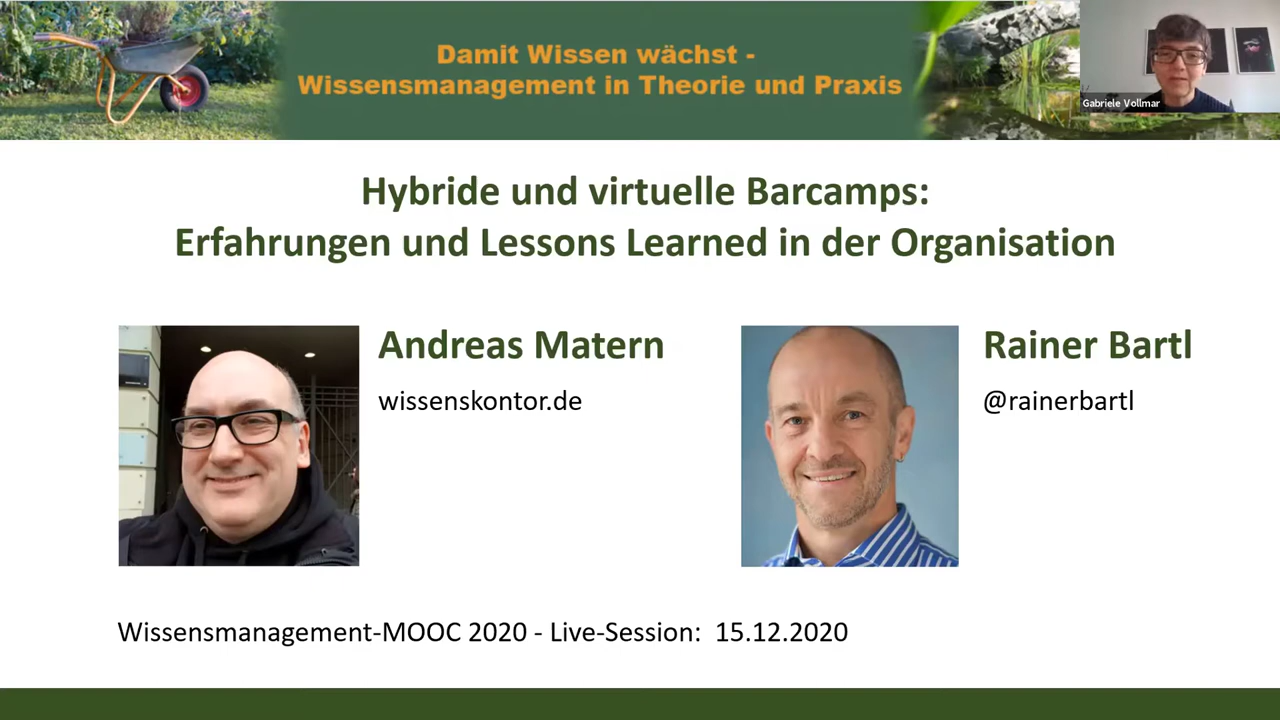 Damit Wissen wächst -
Wissensmanagement in Theorie und Praxis
Gabriele Vollmar
Hybride und virtuelle Barcamps:
Erfahrungen und Lessons Learned in der Organisation
Andreas Matern
wissenskontor.de
Rainer Bartl
@rainerbartl
Wissensmanagement-MOOC 2020 - Live-Session: 15.12.2020